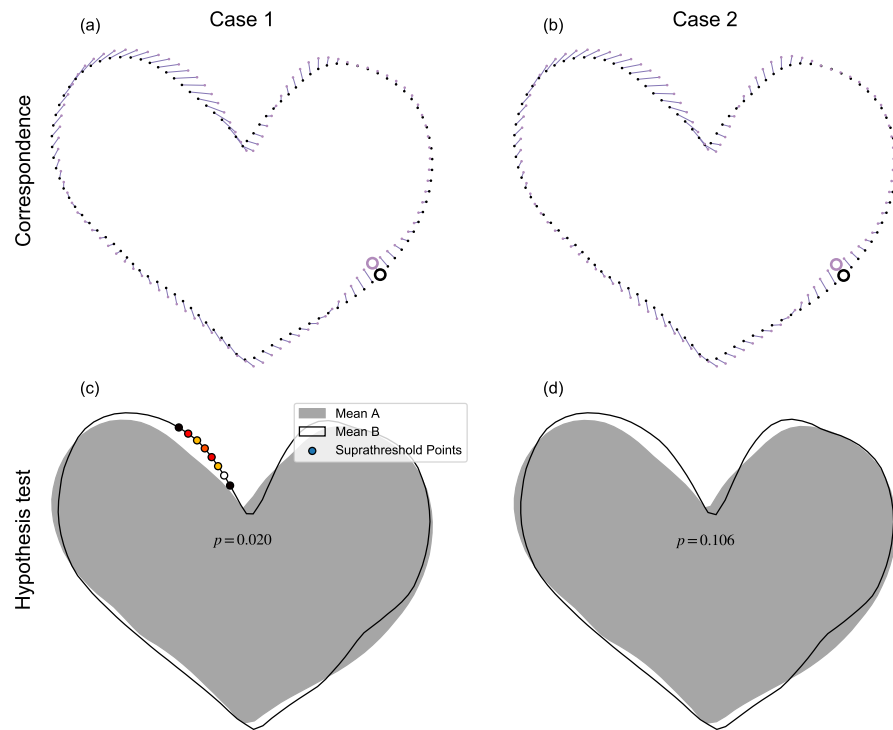 Case 1
Case 2
(a)
(b)
Correspondence
(c)
(d)
Mean A
Mean B
Suprathreshold Points
Hypothesis test
p = 0.020
p = 0.106